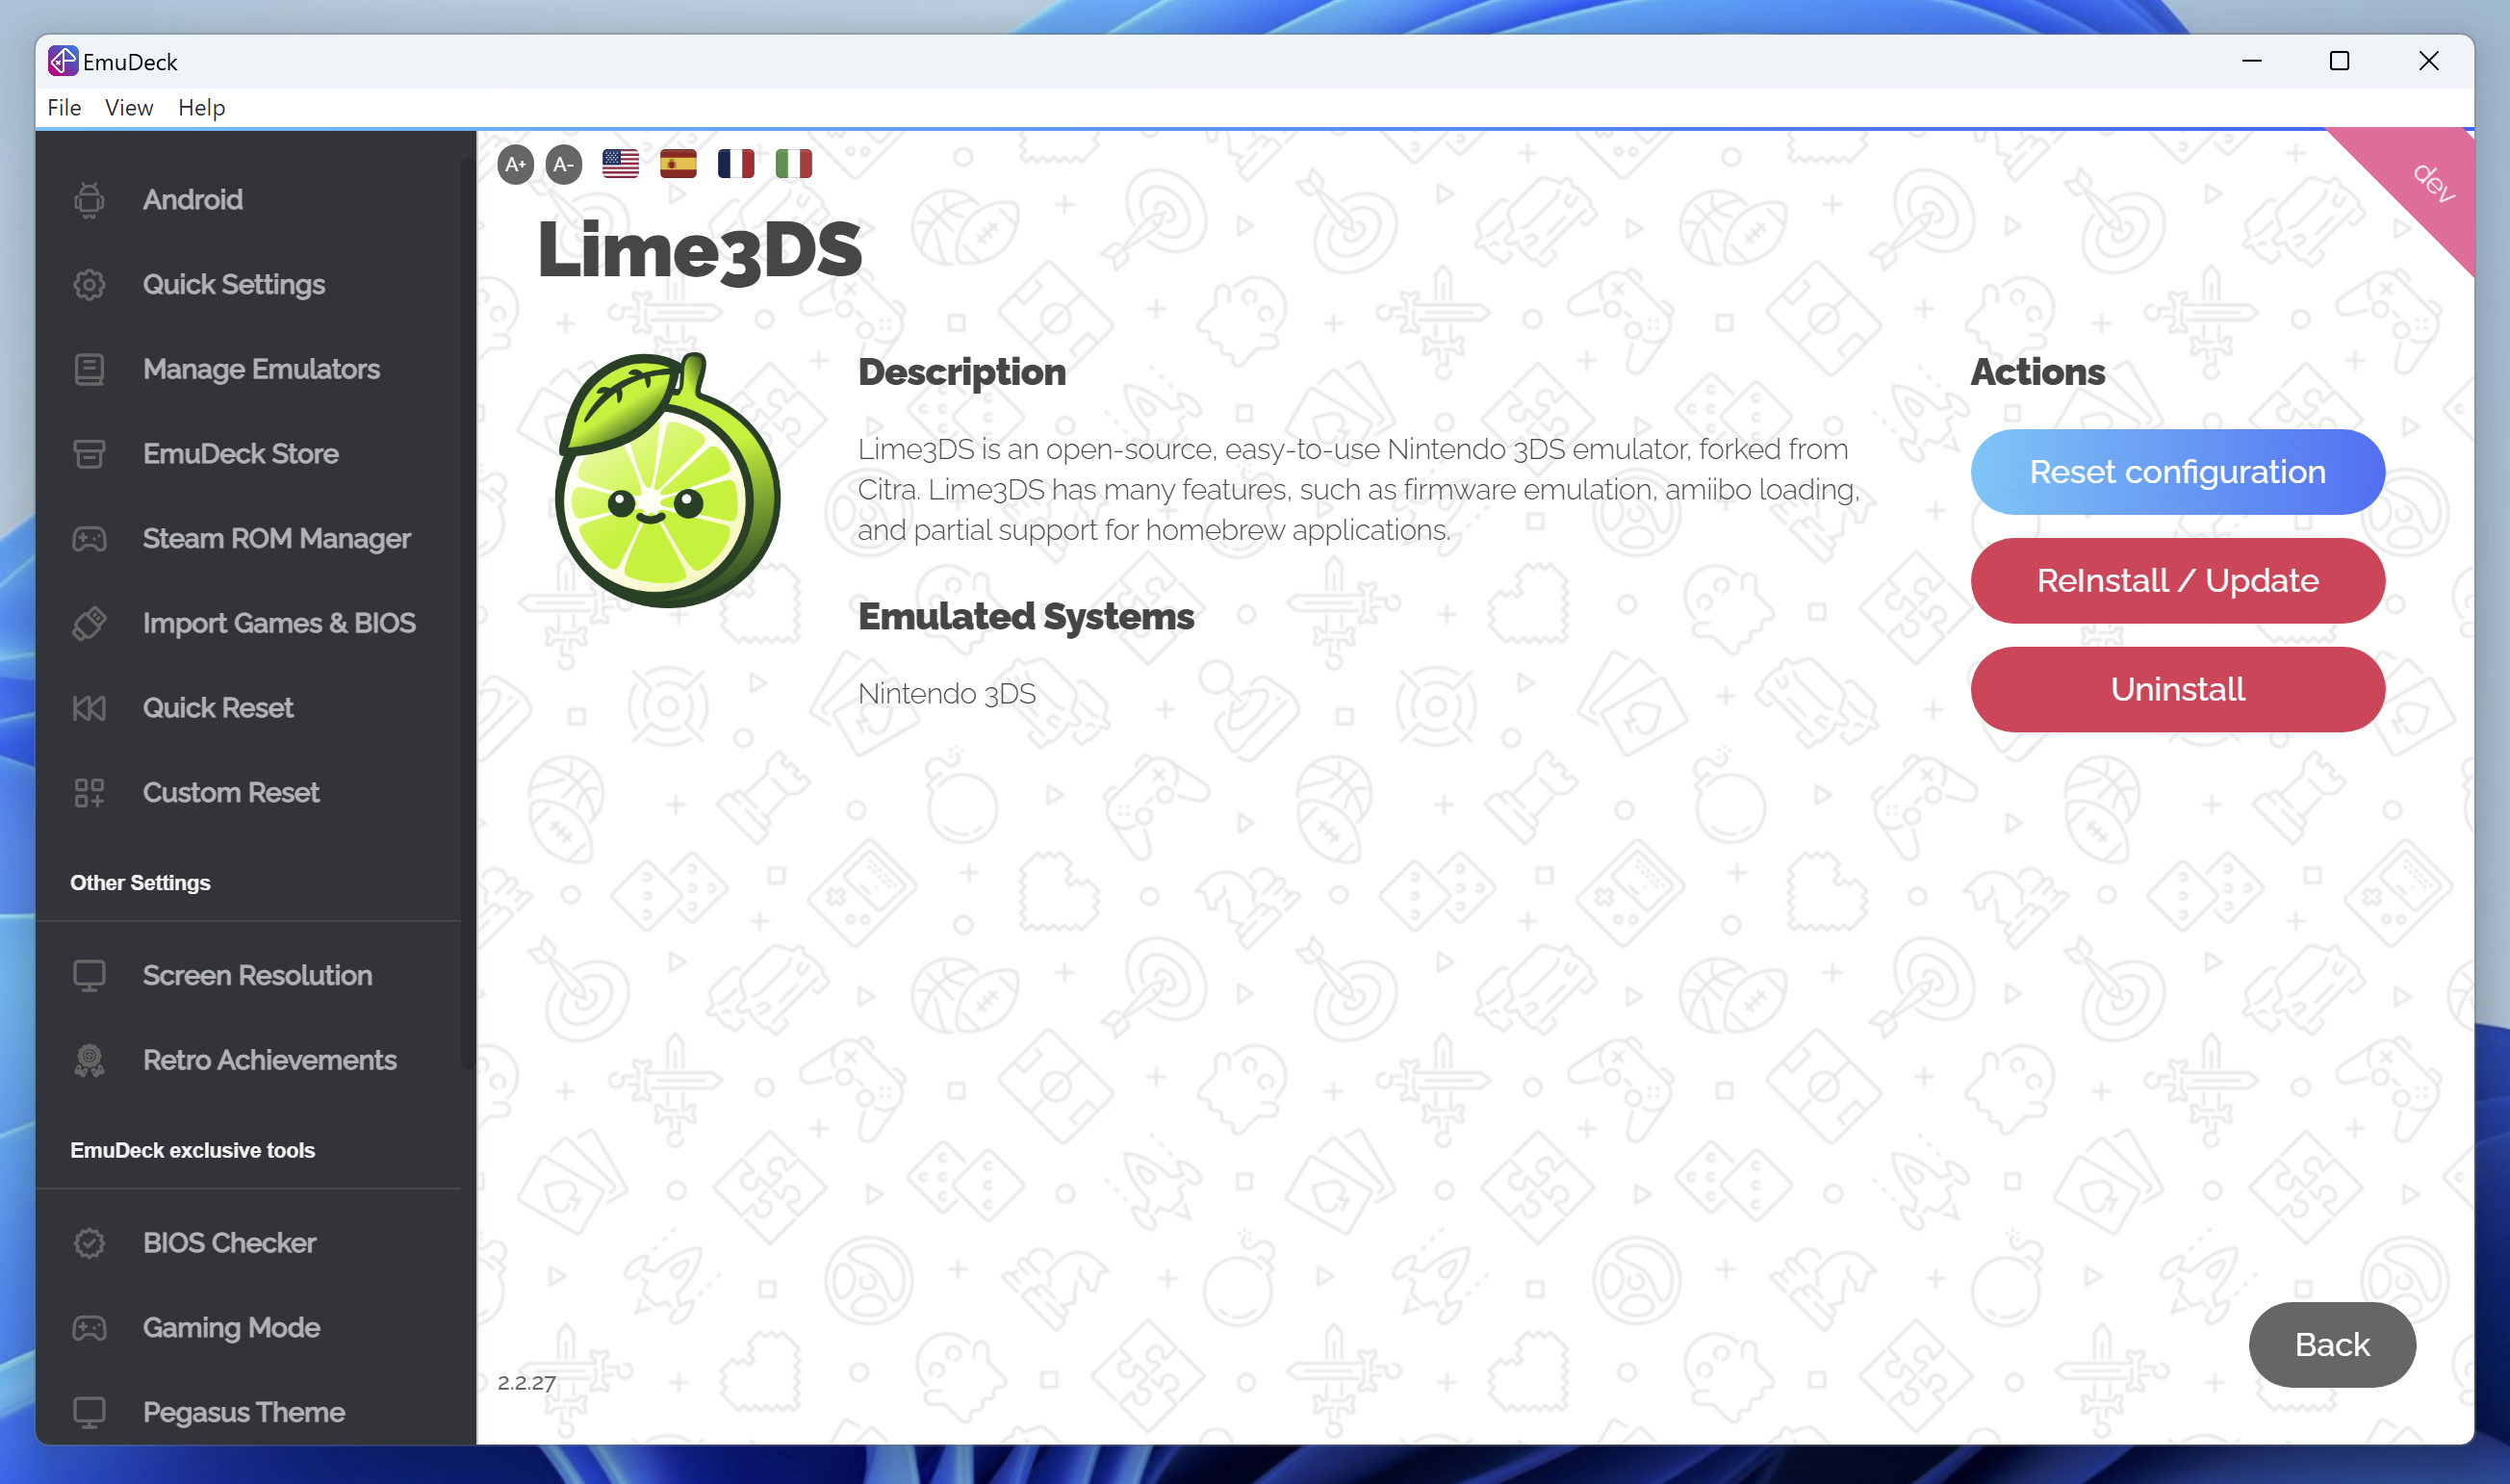 EmuDeck
File View Help
A+ A-
dev
Android
Quick Settings
Manage Emulators
EmuDeck Store
Steam ROM Manager
Import Games & BIOS
Quick Reset
Custom Reset
Other Settings
Screen Resolution
Retro Achievements
EmuDeck exclusive tools
BIOS Checker
Gaming Mode
Pegasus Theme
Lime3DS
Description
Lime3DS is an open-source, easy-to-use Nintendo 3DS emulator, forked from
Citra. Lime3DS has many features, such as firmware emulation, amiibo loading,
and partial support for homebrew applications.
Emulated Systems
Nintendo 3DS
Actions
Reset configuration
ReInstall / Update
Uninstall
2.2.27
Back